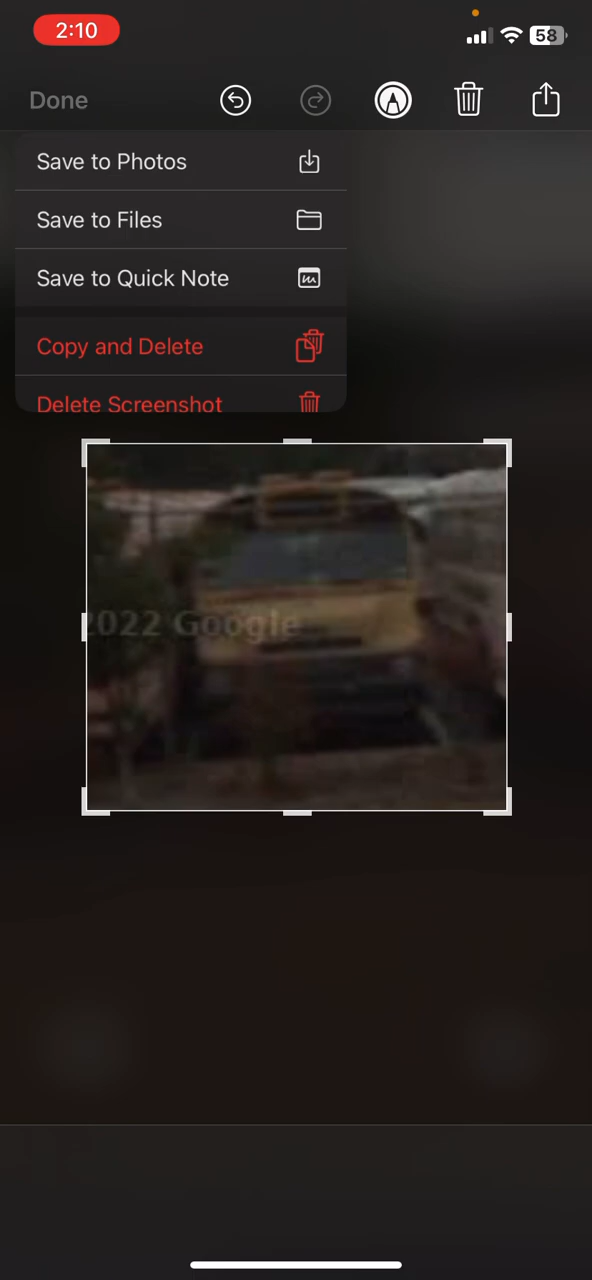 2:10
58
Done
Save to Photos
Save to Files
Save to Quick Note
Copy and Delete
Delete Screenshot
2022 Google